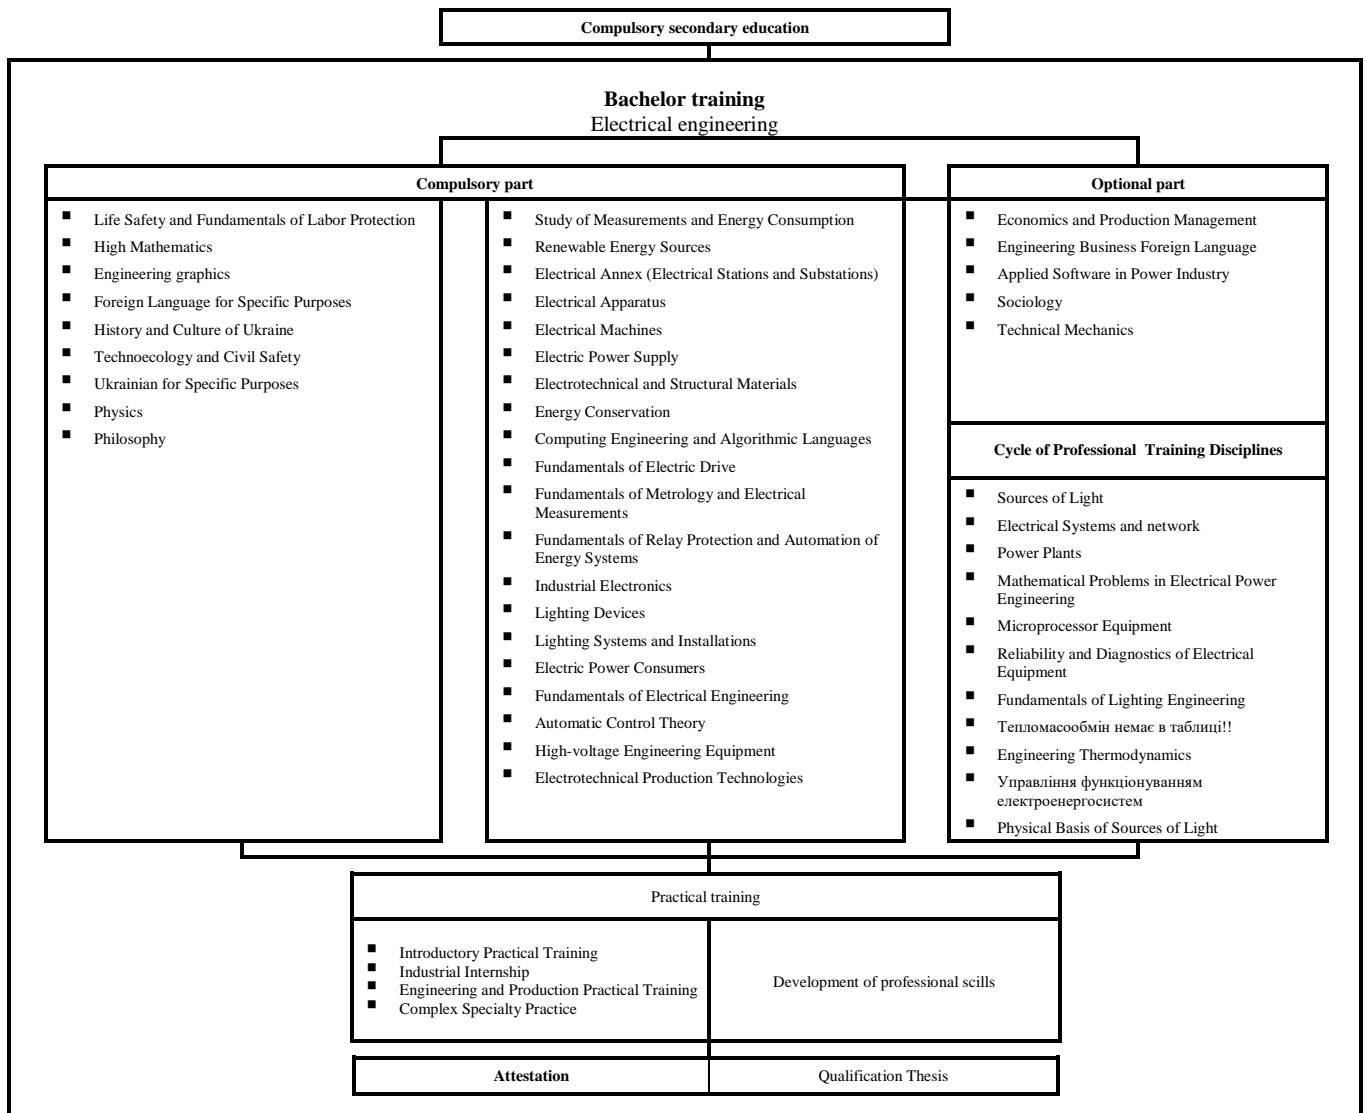 Compulsory secondary education
Bachelor training
Electrical engineering
Compulsory part
Life Safety and Fundamentals of Labor Protection
High Mathematics
Engineering graphics
Foreign Language for Specific Purposes
History and Culture of Ukraine
Technoecology and Civil Safety
Ukrainian for Specific Purposes
Physics
Philosophy
Study of Measurements and Energy Consumption
Renewable Energy Sources
Electrical Annex (Electrical Stations and Substations)
Electrical Apparatus
Electrical Machines
Electric Power Supply
Electrotechnical and Structural Materials
Energy Conservation
Computing Engineering and Algorithmic Languages
Fundamentals of Electric Drive
Fundamentals of Metrology and Electrical
Measurements
Fundamentals of Relay Protection and Automation of
Energy Systems
Industrial Electronics
Lighting Devices
Lighting Systems and Installations
Electric Power Consumers
Fundamentals of Electrical Engineering
Automatic Control Theory
High-voltage Engineering Equipment
Electrotechnical Production Technologies
Optional part
Economics and Production Management
Engineering Business Foreign Language
Applied Software in Power Industry
Sociology
Technical Mechanics
Cycle of Professional Training Disciplines
Sources of Light
Electrical Systems and network
Power Plants
Mathematical Problems in Electrical Power
Engineering
Microprocessor Equipment
Reliability and Diagnostics of Electrical
Equipment
Fundamentals of Lighting Engineering
Тепломасообмін немає в таблиці!!
Engineering Thermodynamics
Управління функціонуванням
електроенергосистем
Physical Basis of Sources of Light
Practical training
Introductory Practical Training
Industrial Internship
Engineering and Production Practical Training
Complex Specialty Practice
Development of professional scills
Attestation
Qualification Thesis